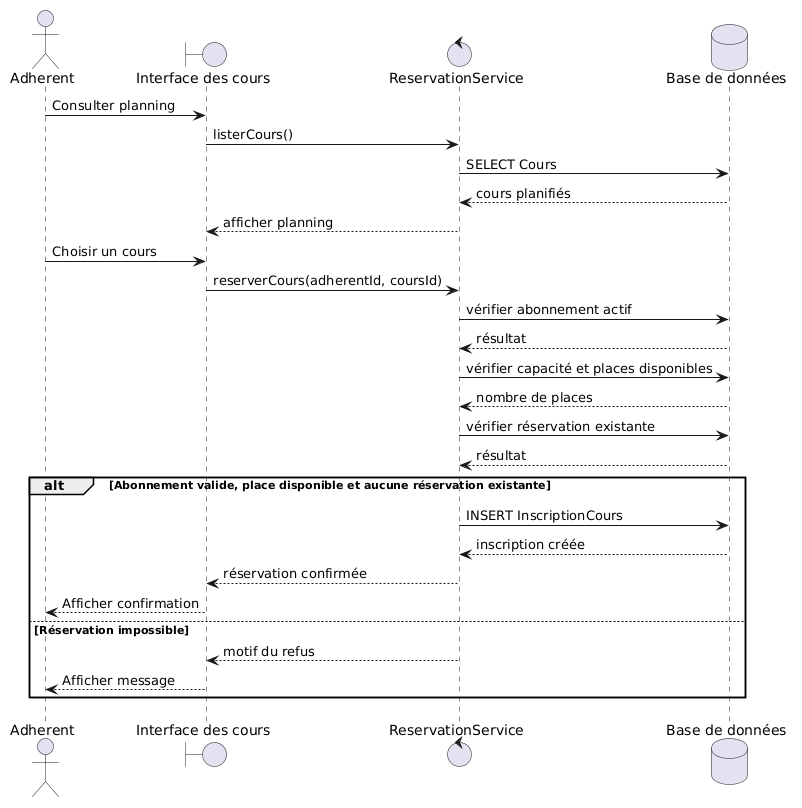 Adherent
Interface des cours
ReservationService
Base de données
Consulter planning
listerCours()
SELECT Cours
cours planifiés
afficher planning
Choisir un cours
reserverCours(adherentId, coursId)
vérifier abonnement actif
résultat
vérifier capacité et places disponibles
nombre de places
vérifier réservation existante
résultat
alt [Abonnement valide, place disponible et aucune réservation existante]
INSERT InscriptionCours
inscription créée
réservation confirmée
Afficher confirmation
[Réservation impossible]
motif du refus
Afficher message
Adherent
Interface des cours
ReservationService
Base de données